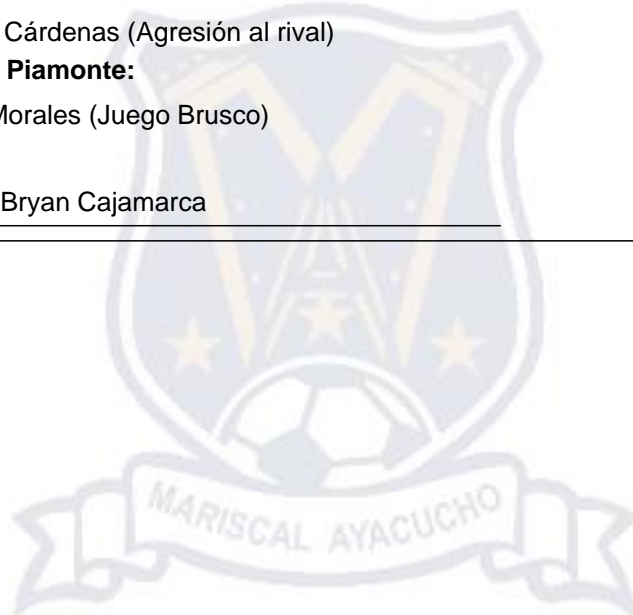 Cárdenas (Agresión al rival)
Piamonte:
Morales (Juego Brusco)
Bryan Cajamarca
MARISCAL AYACUCHO